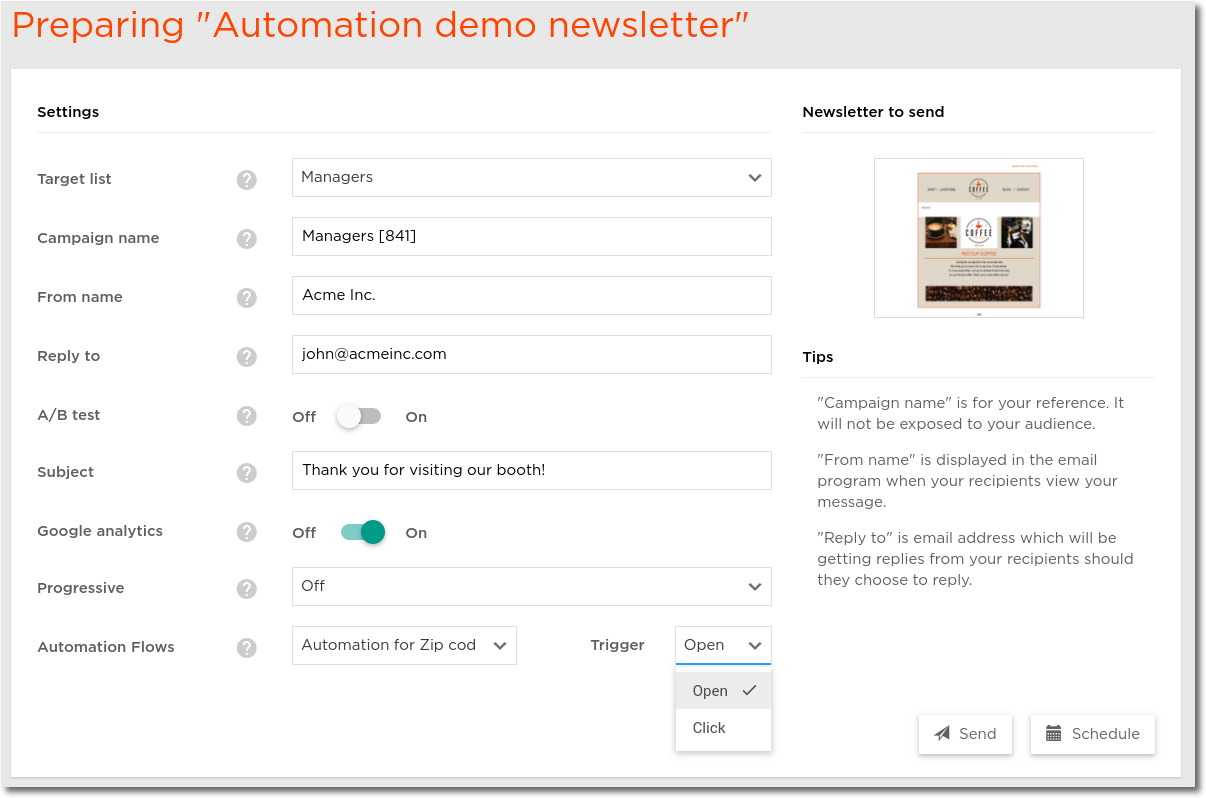 Preparing "Automation demo newsletter"
Settings
Target list ? Managers
Campaign name ? Managers [841]
From name ? Acme Inc.
Reply to ? john@acmeinc.com
A/B test ? Off On
Subject ? Thank you for visiting our booth!
Google analytics ? Off On
Progressive ? Off
Automation Flows ? Automation for Zip cod Trigger Open
Open
Click
Newsletter to send
COFFEE
COFFEE
RED CUP COFFEE
Tips
"Campaign name" is for your reference. It
will not be exposed to your audience.
"From name" is displayed in the email
program when your recipients view your
message.
"Reply to" is email address which will be
getting replies from your recipients should
they choose to reply.
Send
Schedule